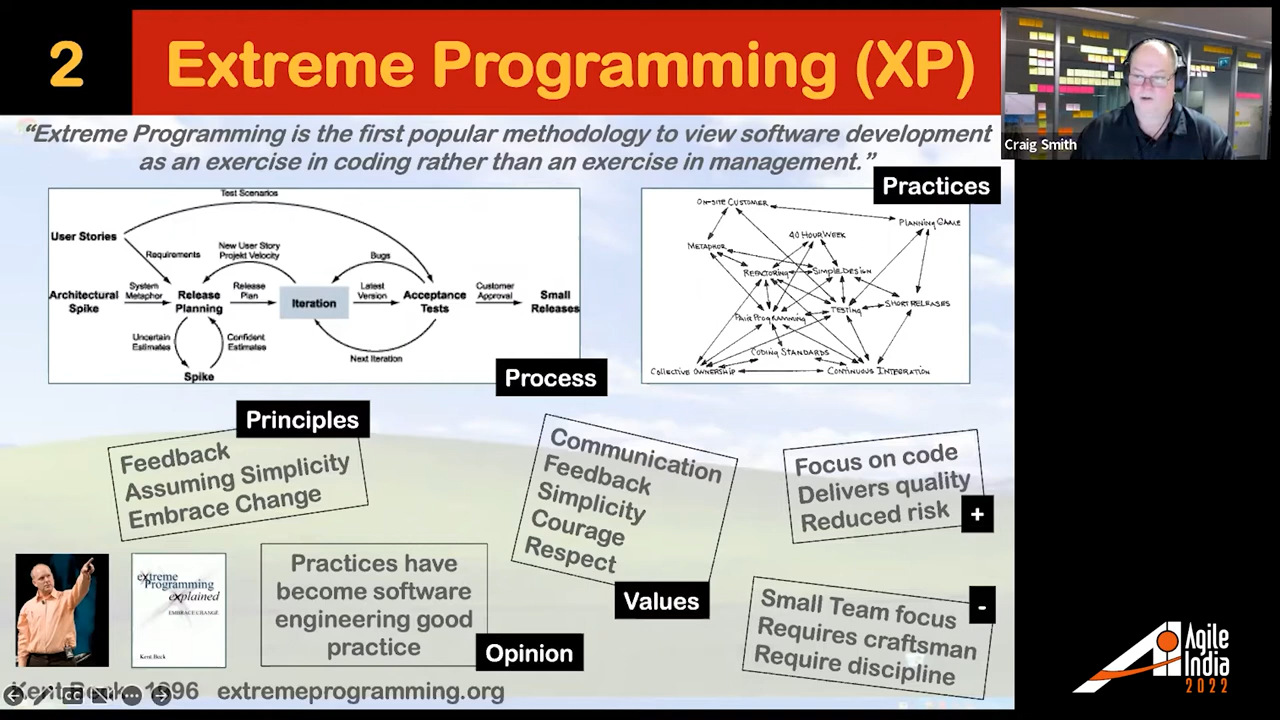 2
Extreme Programming (XP)
“Extreme Programming is the first popular methodology to view software development
as an exercise in coding rather than an exercise in management.”
Craig Smith
Practices
Test Scenarios
User Stories
Requirements
New User Story
Projekt Velocity
Bugs
Architectural
Spike
System
Metaphor
Release
Planning
Release
Plan
Iteration
Latest
Version
Acceptance
Tests
Customer
Approval
Small
Releases
Uncertain
Estimates
Confident
Estimates
Next Iteration
Spike
Process
ON-SITE CUSTOMER
PLANNING GAME
40 HOUR WEEK
METAPHOR
REFACTORING
SIMPLE DESIGN
SHORT RELEASES
PAIR PROGRAMMING
TESTING
CODING STANDARDS
COLLECTIVE OWNERSHIP
CONTINUOUS INTEGRATION
Principles
Feedback
Assuming Simplicity
Embrace Change
Communication
Feedback
Simplicity
Courage
Respect
Values
Focus on code
Delivers quality
Reduced risk
+
extreme
Programming
explained
EMBRACE CHANGE
Kent Beck
Practices have
become software
engineering good
practice
Opinion
-
Small Team focus
Requires craftsman
Require discipline
1996 extremeprogramming.org
Agile
India
2022